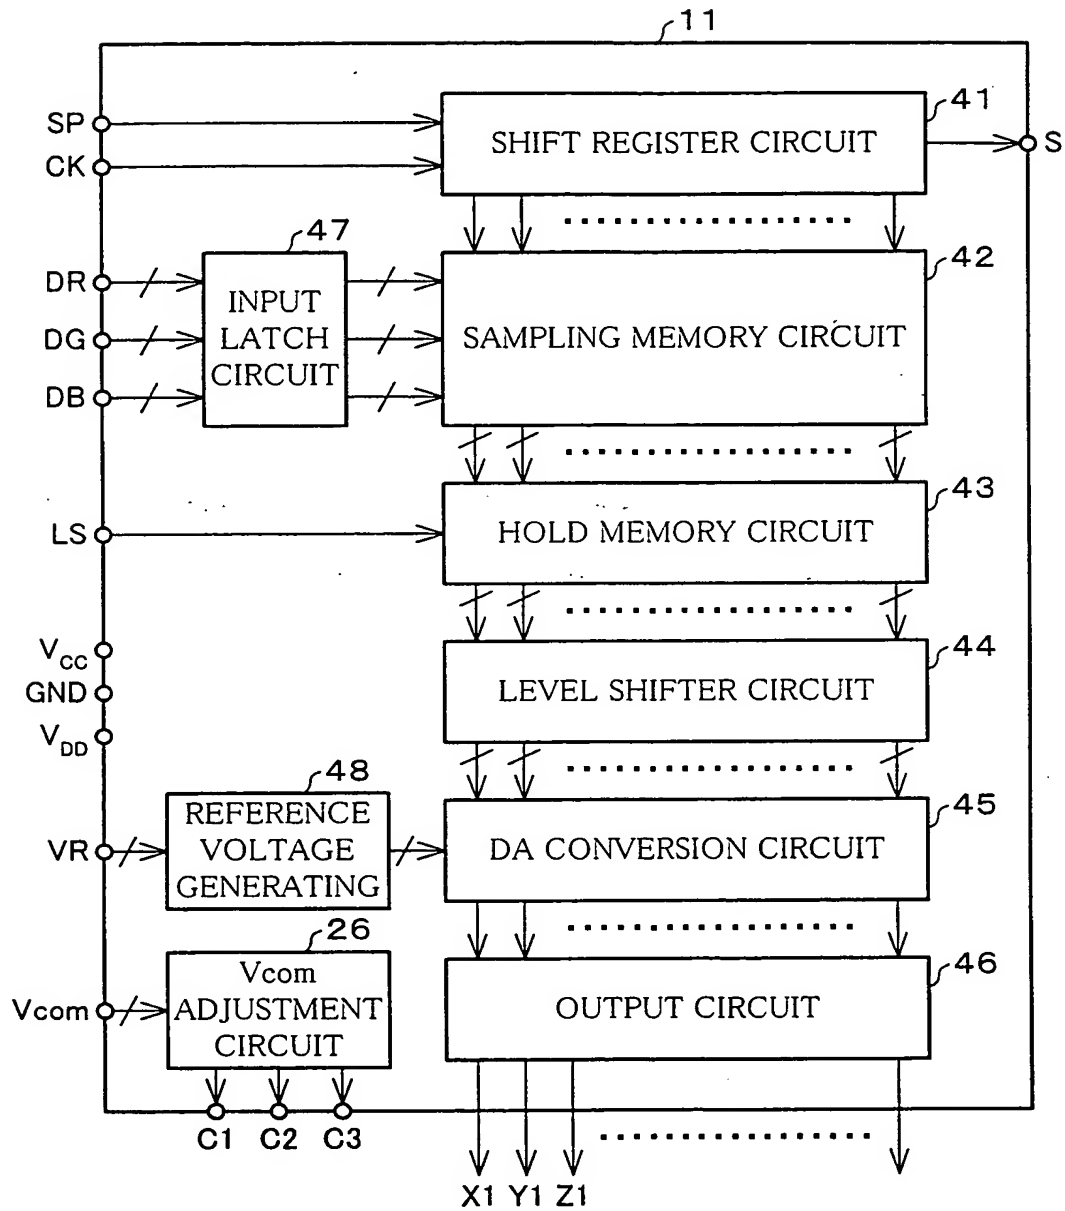 11
SP
CK
SHIFT REGISTER CIRCUIT
41
S
47
DR
DG
DB
INPUT
LATCH
CIRCUIT
SAMPLING MEMORY CIRCUIT
42
LS
HOLD MEMORY CIRCUIT
43
VCC
GND
VDD
LEVEL SHIFTER CIRCUIT
44
48
VR
REFERENCE
VOLTAGE
GENERATING
DA CONVERSION CIRCUIT
45
26
Vcom
Vcom
ADJUSTMENT
CIRCUIT
OUTPUT CIRCUIT
46
C1 C2 C3
X1 Y1 Z1